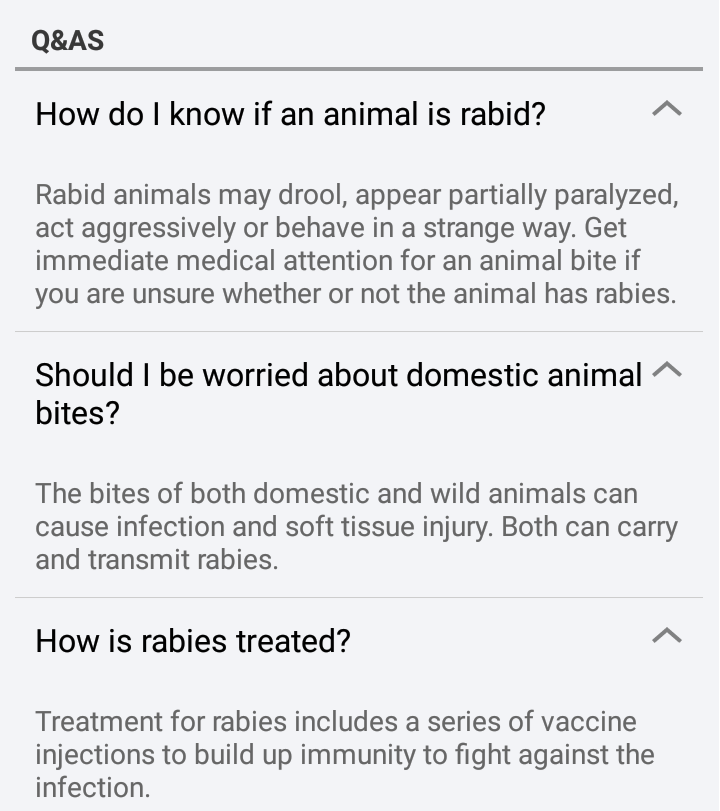 Q&AS
How do I know if an animal is rabid?
Rabid animals may drool, appear partially paralyzed,
act aggressively or behave in a strange way. Get
immediate medical attention for an animal bite if
you are unsure whether or not the animal has rabies.
Should I be worried about domestic animal
bites?
The bites of both domestic and wild animals can
cause infection and soft tissue injury. Both can carry
and transmit rabies.
How is rabies treated?
Treatment for rabies includes a series of vaccine
injections to build up immunity to fight against the
infection.